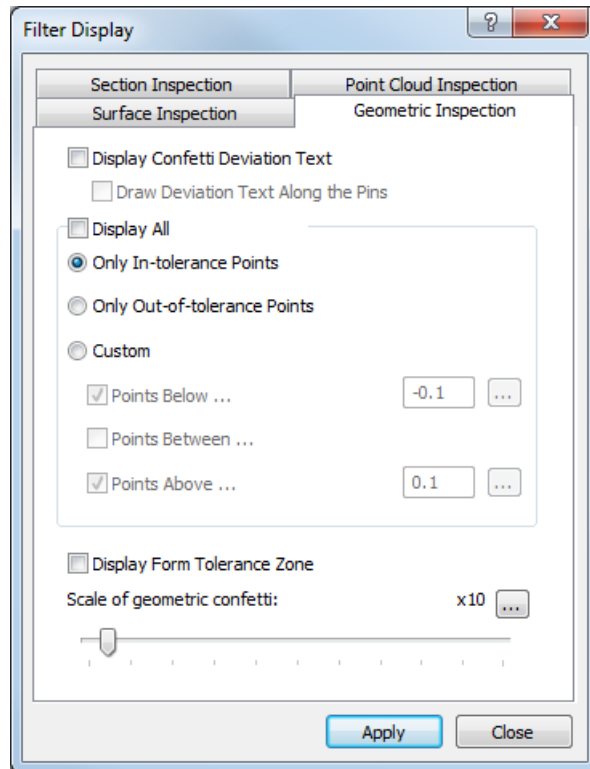 Filter Display
Section Inspection Point Cloud Inspection
Surface Inspection Geometric Inspection
Display Confetti Deviation Text
Draw Deviation Text Along the Pins
Display All
Only In-tolerance Points
Only Out-of-tolerance Points
Custom
Points Below ... -0.1 ...
Points Between ...
Points Above ... 0.1 ...
Display Form Tolerance Zone
Scale of geometric confetti: x10 ...
Apply Close